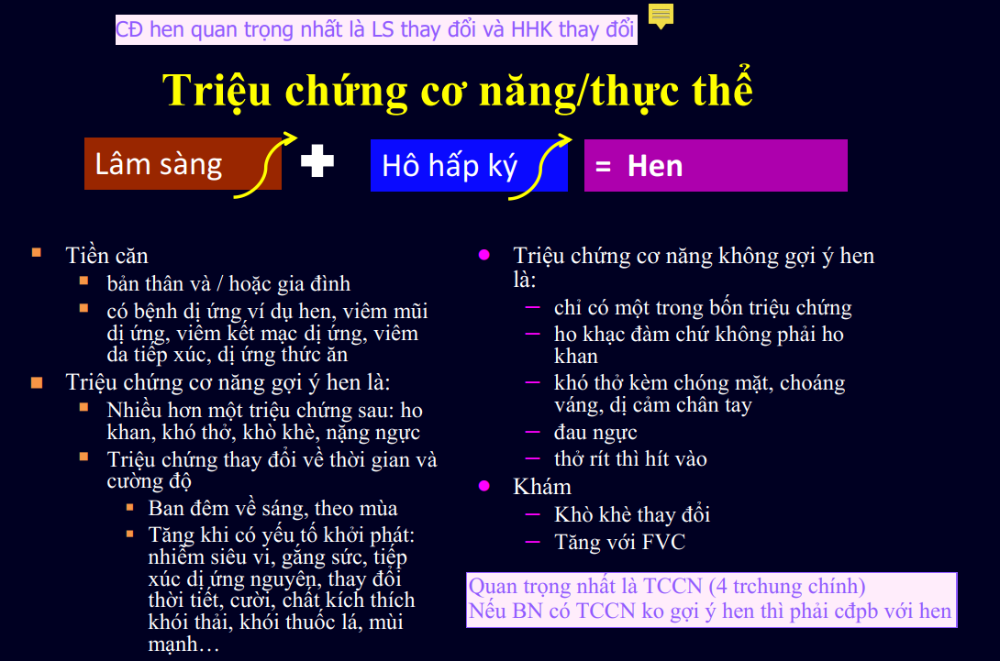 CĐ hen quan trọng nhất là LS thay đổi và HHK thay đổi
Triệu chứng cơ năng/thực thể
Lâm sàng
Hô hấp ký
= Hen
Tiền căn
bản thân và / hoặc gia đình
có bệnh dị ứng ví dụ hen, viêm mũi
dị ứng, viêm kết mạc dị ứng, viêm
da tiếp xúc, dị ứng thức ăn
Triệu chứng cơ năng gợi ý hen là:
Nhiều hơn một triệu chứng sau: ho
khan, khó thở, khò khè, nặng ngực
Triệu chứng thay đổi về thời gian và
cường độ
Ban đêm về sáng, theo mùa
Tăng khi có yếu tố khởi phát:
nhiễm siêu vi, gắng sức, tiếp
xúc dị ứng nguyên, thay đổi
thời tiết, cười, chất kích thích
khói thải, khói thuốc lá, mùi
mạnh…
Triệu chứng cơ năng không gợi ý hen
là:
chỉ có một trong bốn triệu chứng
ho khạc đàm chứ không phải ho
khan
khó thở kèm chóng mặt, choáng
váng, dị cảm chân tay
đau ngực
thở rít thì hít vào
Khám
Khò khè thay đổi
Tăng với FVC
Quan trọng nhất là TCCN (4 trchung chính)
Nếu BN có TCCN ko gợi ý hen thì phải cđpb với hen